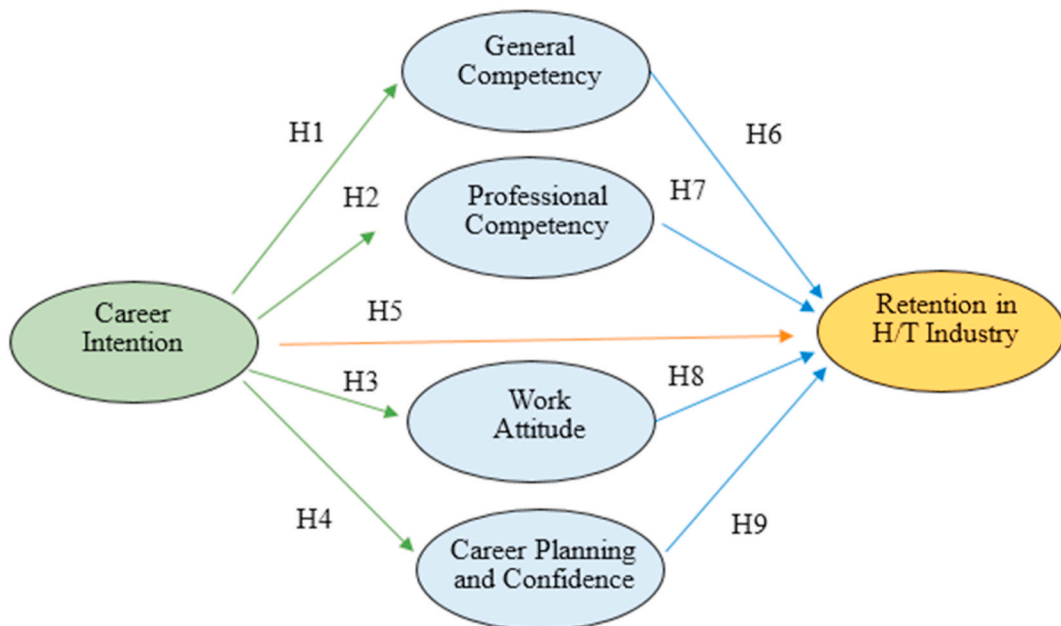 General
Competency
H1
H6
H2
Professional
Competency
H7
Career
Intention
H5
Retention in
H/T Industry
H3
Work
Attitude
H8
H4
Career Planning
and Confidence
H9